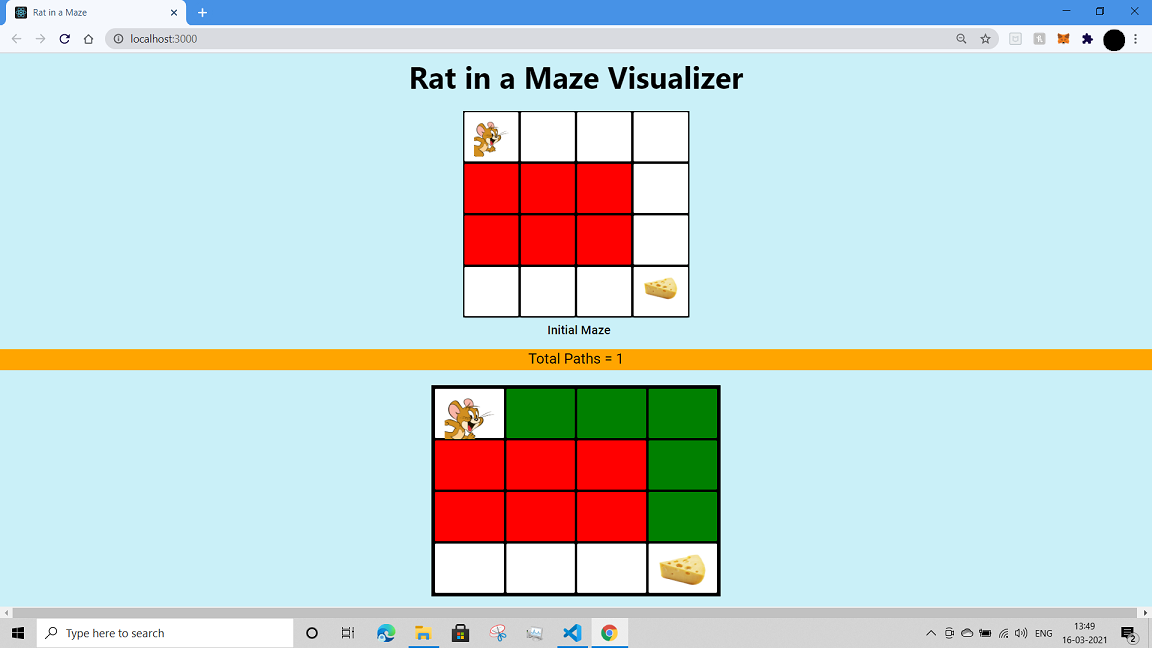 Rat in a Maze
localhost:3000
Rat in a Maze Visualizer
Initial Maze
Total Paths = 1
Type here to search
ENG
13:49
16-03-2021
2